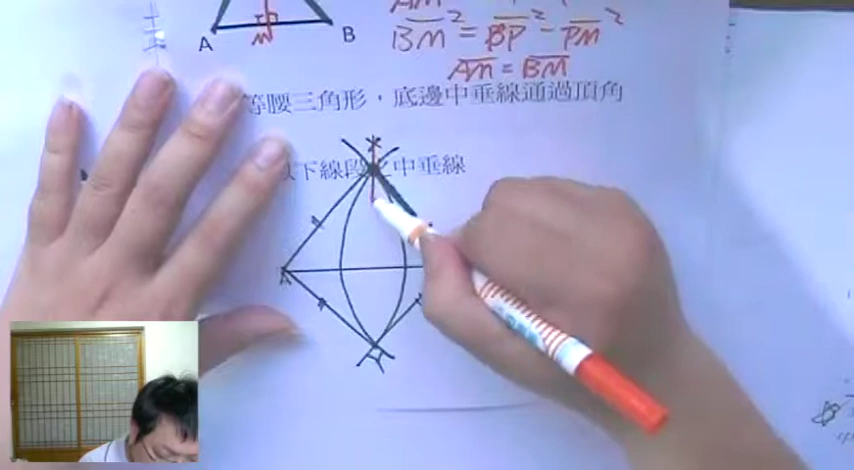 A M B
BM² = BP² - PM²
AM = BM
等腰三角形，底邊中垂線通過頂角
下線段之中垂線
A